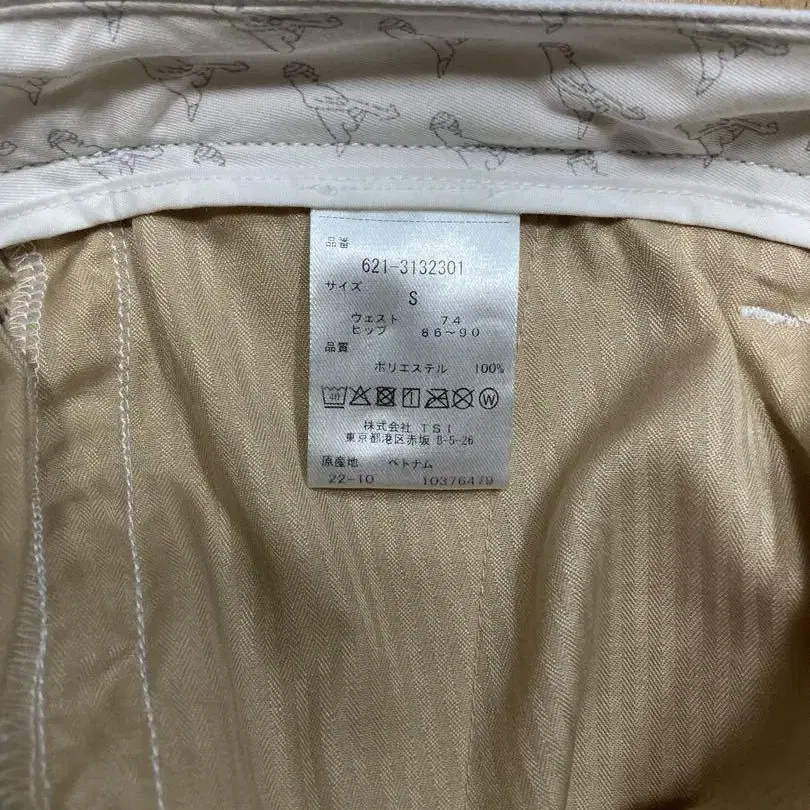 品番
621-3132301
サイズ
S
ウェスト 74
ヒップ 86~90
品質
ポリエステル 100%
40 W
株式会社 TSI
東京都港区赤坂 8-5-26
原産地 ベトナム
22-10 10376479